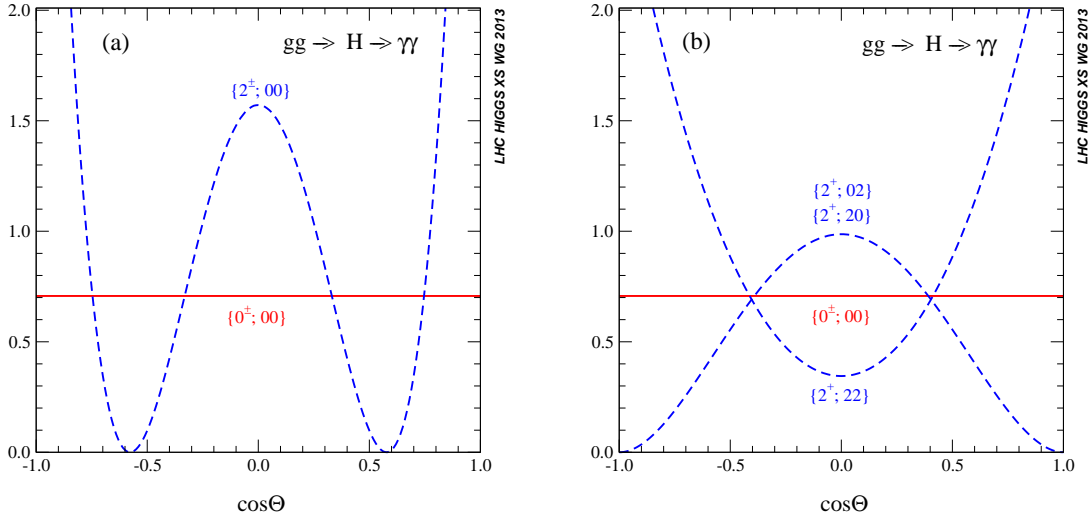 (a)
gg → H → γγ
LHC HIGGS XS WG 2013
{2±; 00}
{0±; 00}
2.0
1.5
1.0
0.5
0.0
-1.0 -0.5 0.0 0.5 1.0
cosΘ
(b)
gg → H → γγ
LHC HIGGS XS WG 2013
{2+; 02}
{2+; 20}
{0±; 00}
{2+; 22}
2.0
1.5
1.0
0.5
0.0
-1.0 -0.5 0.0 0.5 1.0
cosΘ